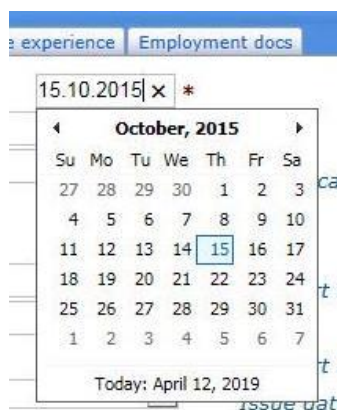 experience Employment docs
15.10.2015 × *
October, 2015
Su Mo Tu We Th Fr Sa
27 28 29 30 1 2 3
4 5 6 7 8 9 10
11 12 13 14 15 16 17
18 19 20 21 22 23 24
25 26 27 28 29 30 31
1 2 3 4 5 6 7
Today: April 12, 2019